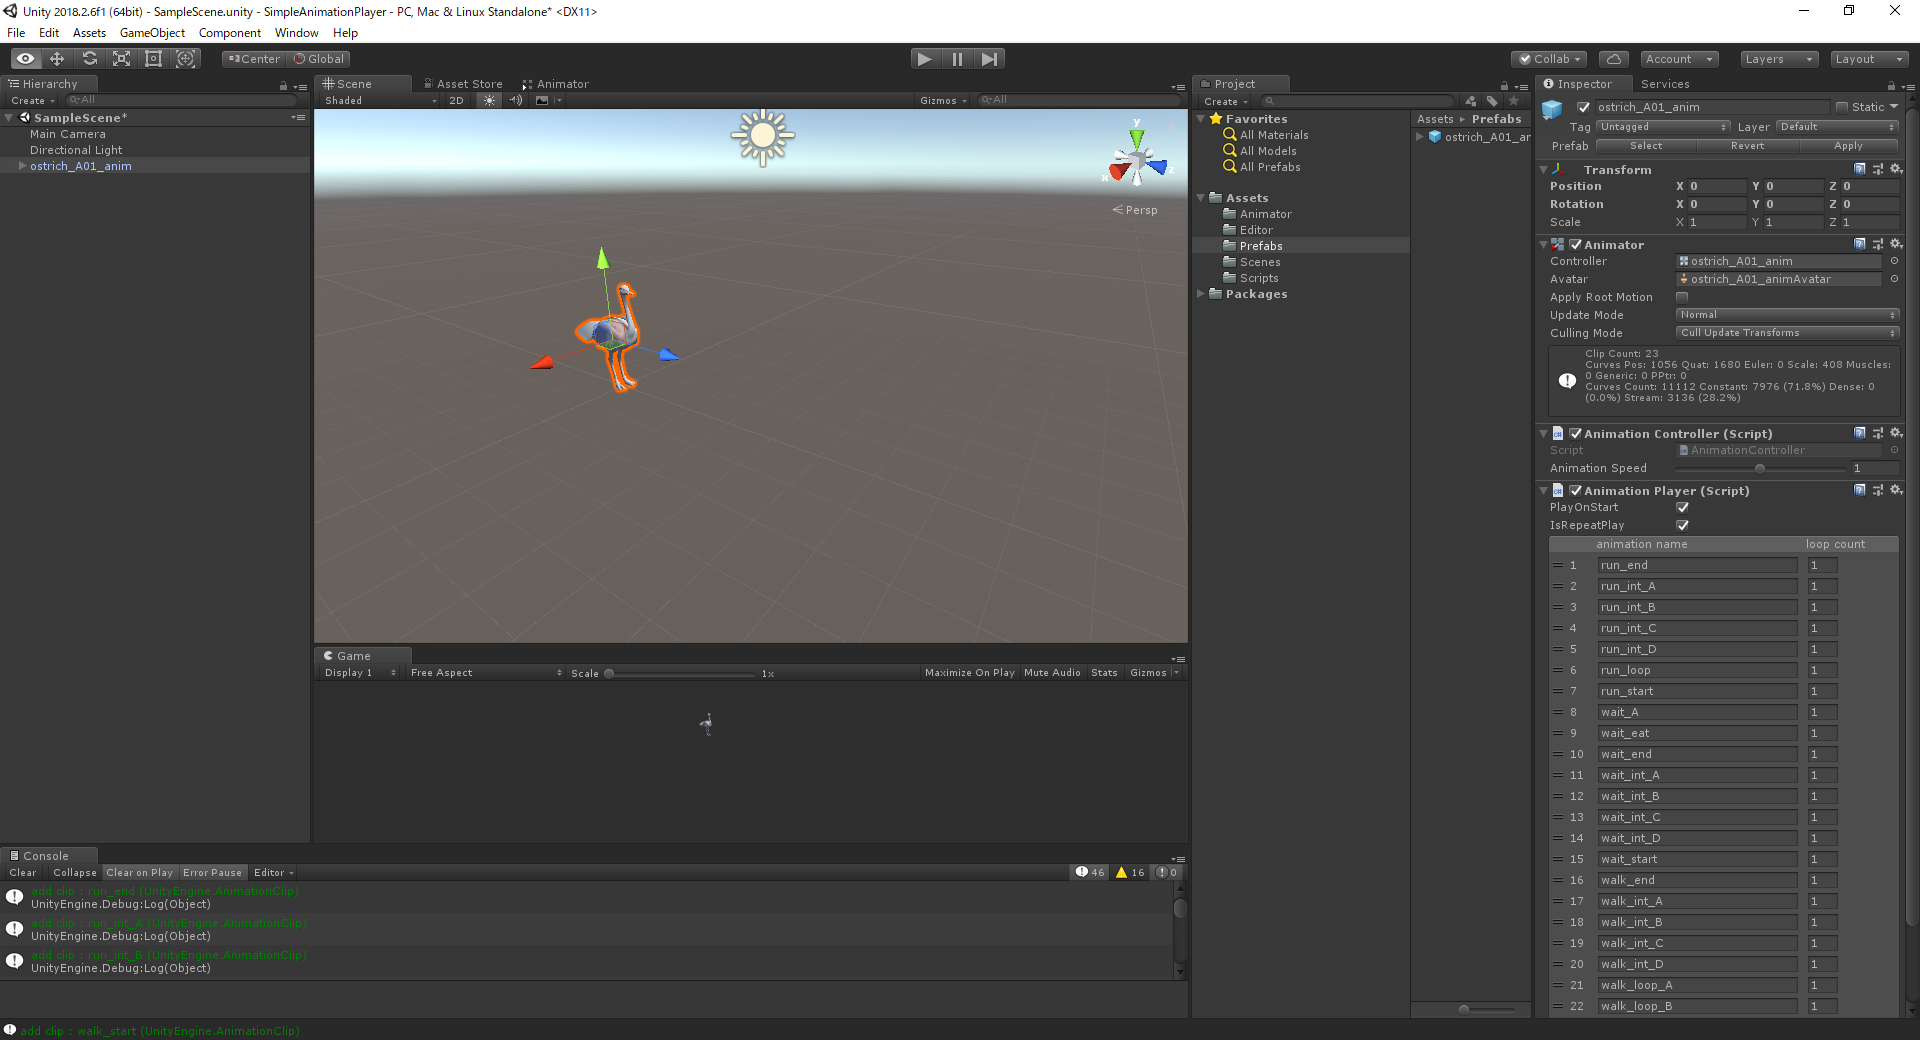 Unity 2018.2.6f1 (64bit) - SampleScene.unity - SimpleAnimationPlayer - PC, Mac & Linux Standalone* <DX11>
File Edit Assets GameObject Component Window Help
Center Global
Collab Account Layers Layout
Hierarchy
Create All
SampleScene*
Main Camera
Directional Light
ostrich_A01_anim
Scene Asset Store Animator
Shaded 2D Gizmos All
y
x
z
Persp
Game
Display 1 Free Aspect Scale 1x Maximize On Play Mute Audio Stats Gizmos
Console
Clear Collapse Clear on Play Error Pause Editor 46 16 0
add clip : run_end (UnityEngine.AnimationClip)
UnityEngine.Debug:Log(Object)
add clip : run_int_A (UnityEngine.AnimationClip)
UnityEngine.Debug:Log(Object)
add clip : run_int_B (UnityEngine.AnimationClip)
UnityEngine.Debug:Log(Object)
add clip : walk_start (UnityEngine.AnimationClip)
Project
Create
Favorites
All Materials
All Models
All Prefabs
Assets
Animator
Editor
Prefabs
Scenes
Scripts
Packages
Assets Prefabs
ostrich_A01_ar
Inspector Services
ostrich_A01_anim Static
Tag Untagged Layer Default
Prefab Select Revert Apply
Transform
Position X 0 Y 0 Z 0
Rotation X 0 Y 0 Z 0
Scale X 1 Y 1 Z 1
Animator
Controller ostrich_A01_anim
Avatar ostrich_A01_animAvatar
Apply Root Motion
Update Mode Normal
Culling Mode Cull Update Transforms
Clip Count: 23
Curves Pos: 1056 Quat: 1680 Euler: 0 Scale: 408 Muscles:
0 Generic: 0 PPtr: 0
Curves Count: 11112 Constant: 7976 (71.8%) Dense: 0
(0.0%) Stream: 3136 (28.2%)
Animation Controller (Script)
Script AnimationController
Animation Speed 1
Animation Player (Script)
PlayOnStart
IsRepeatPlay
animation name loop count
1 run_end 1
2 run_int_A 1
3 run_int_B 1
4 run_int_C 1
5 run_int_D 1
6 run_loop 1
7 run_start 1
8 wait_A 1
9 wait_eat 1
10 wait_end 1
11 wait_int_A 1
12 wait_int_B 1
13 wait_int_C 1
14 wait_int_D 1
15 wait_start 1
16 walk_end 1
17 walk_int_A 1
18 walk_int_B 1
19 walk_int_C 1
20 walk_int_D 1
21 walk_loop_A 1
22 walk_loop_B 1